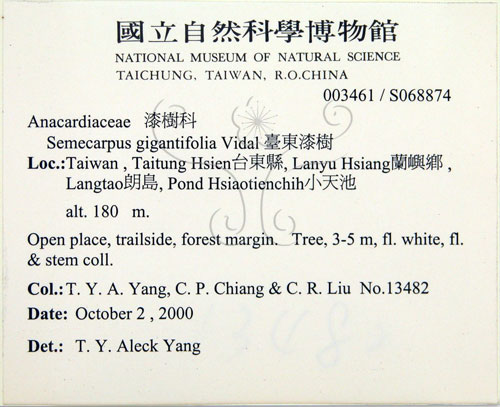 國立自然科學博物館
NATIONAL MUSEUM OF NATURAL SCIENCE
TAICHUNG, TAIWAN, R.O.CHINA
003461 / S068874
Anacardiaceae 漆樹科
Semecarpus gigantifolia Vidal 臺東漆樹
Loc.:Taiwan , Taitung Hsien台東縣, Lanyu Hsiang蘭嶼鄉 ,
Langtao朗島, Pond Hsiaotienchih小天池
alt. 180 m.
Open place, trailside, forest margin. Tree, 3-5 m, fl. white, fl.
& stem coll.
Col.: T. Y. A. Yang, C. P. Chiang & C. R. Liu No.13482
Date: October 2 , 2000
Det.: T. Y. Aleck Yang